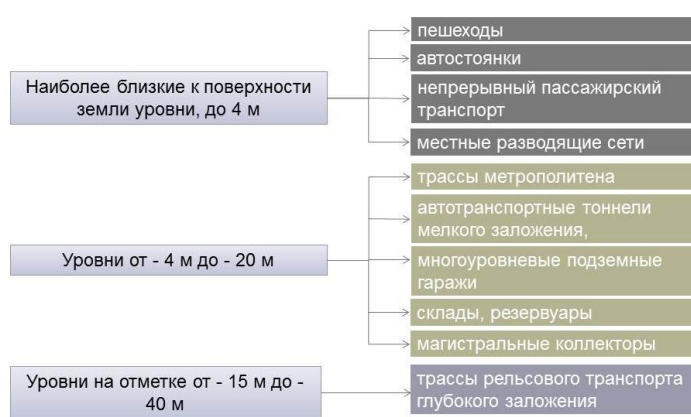 Наиболее близкие к поверхности
земли уровни, до 4 м
пешеходы
автостоянки
непрерывный пассажирский
транспорт
местные разводящие сети
Уровни от - 4 м до - 20 м
трассы метрополитена
автотранспортные тоннели
мелкого заложения,
многоуровневые подземные
гаражи
склады, резервуары
магистральные коллекторы
Уровни на отметке от - 15 м до -
40 м
трассы рельсового транспорта
глубокого заложения